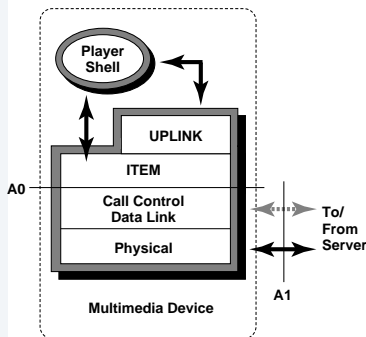 Player
Shell
UPLINK
ITEM
A0
Call Control
Data Link
To/
From
Server
Physical
A1
Multimedia Device